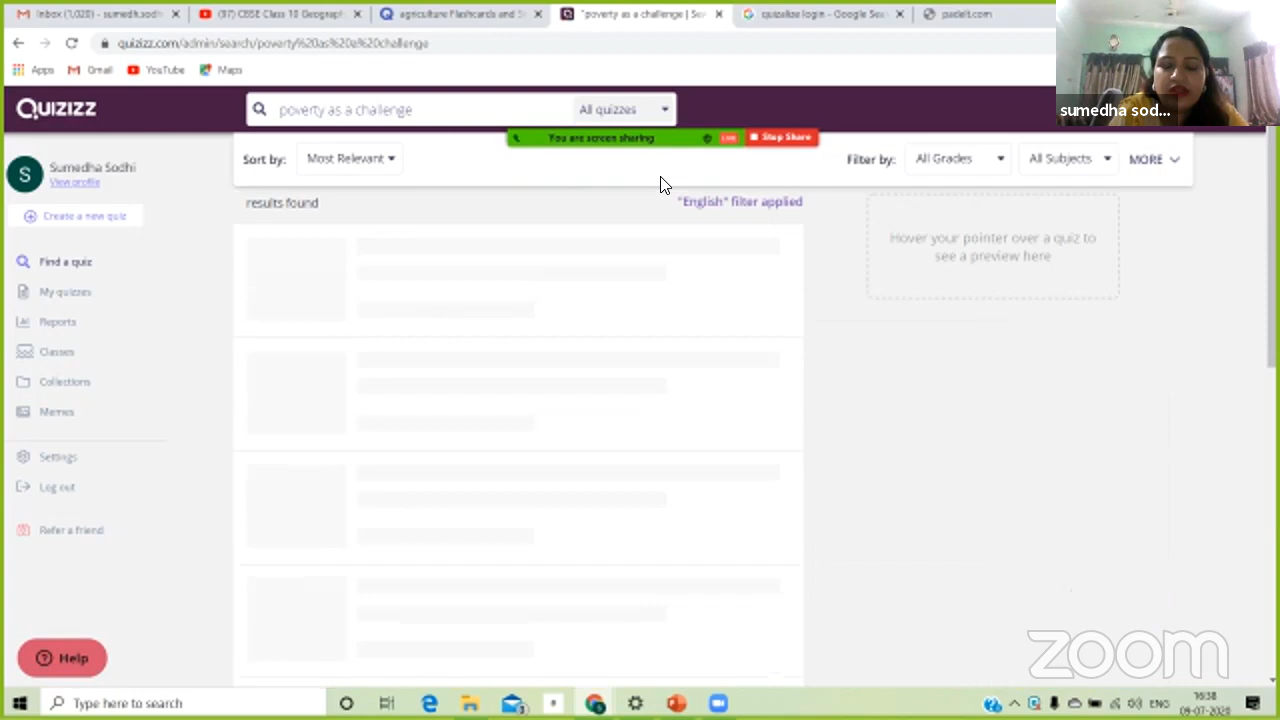 Inbox (1,020) - sumedh.sodhi
(37) CBSE Class 10 Geograph
agriculture Flashcards and S
"poverty as a challenge | Se
quizalize login - Google Sea
padelt.com
quizizz.com/admin/search/poverty%20as%20a%20challenge
Apps
Gmail
YouTube
Maps
sumedha sod...
QUIZIZZ
poverty as a challenge
All quizzes
You are screen sharing
LIVE
Stop Share
Sort by:
Most Relevant
Filter by:
All Grades
All Subjects
MORE
S
Sumedha Sodhi
View profile
results found
"English" filter applied
Create a new quiz
Hover your pointer over a quiz to
see a preview here
Find a quiz
My quizzes
Reports
Classes
Collections
Memes
Settings
Log out
Refer a friend
Help
zoom
Type here to search
ENG
16:38
09-07-2020